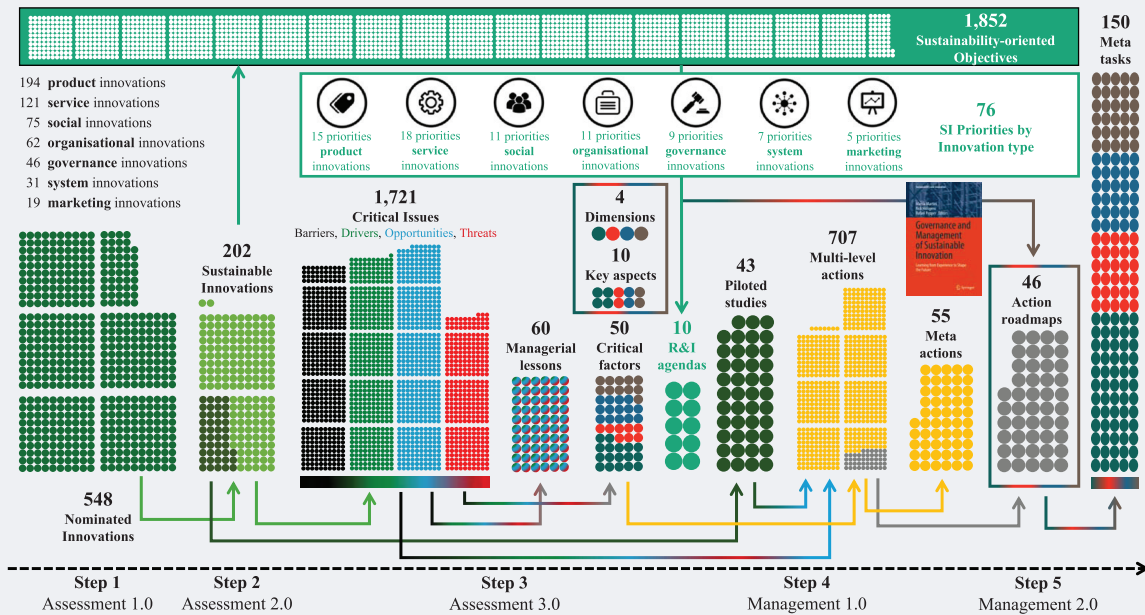 1,852
Sustainability-oriented
Objectives
150
Meta
tasks
194 product innovations
121 service innovations
75 social innovations
62 organisational innovations
46 governance innovations
31 system innovations
19 marketing innovations
15 priorities
product
innovations
18 priorities
service
innovations
11 priorities
social
innovations
11 priorities
organisational
innovations
9 priorities
governance
innovations
7 priorities
system
innovations
5 priorities
marketing
innovations
76
SI Priorities by
Innovation type
202
Sustainable
Innovations
1,721
Critical Issues
Barriers, Drivers, Opportunities, Threats
4
Dimensions
10
Key aspects
60
Managerial
lessons
50
Critical
factors
10
R&I
agendas
43
Piloted
studies
707
Multi-level
actions
Governance and
Management
of Sustainable
Innovation
Springer
55
Meta
actions
46
Action
roadmaps
548
Nominated
Innovations
Step 1
Assessment 1.0
Step 2
Assessment 2.0
Step 3
Assessment 3.0
Step 4
Management 1.0
Step 5
Management 2.0